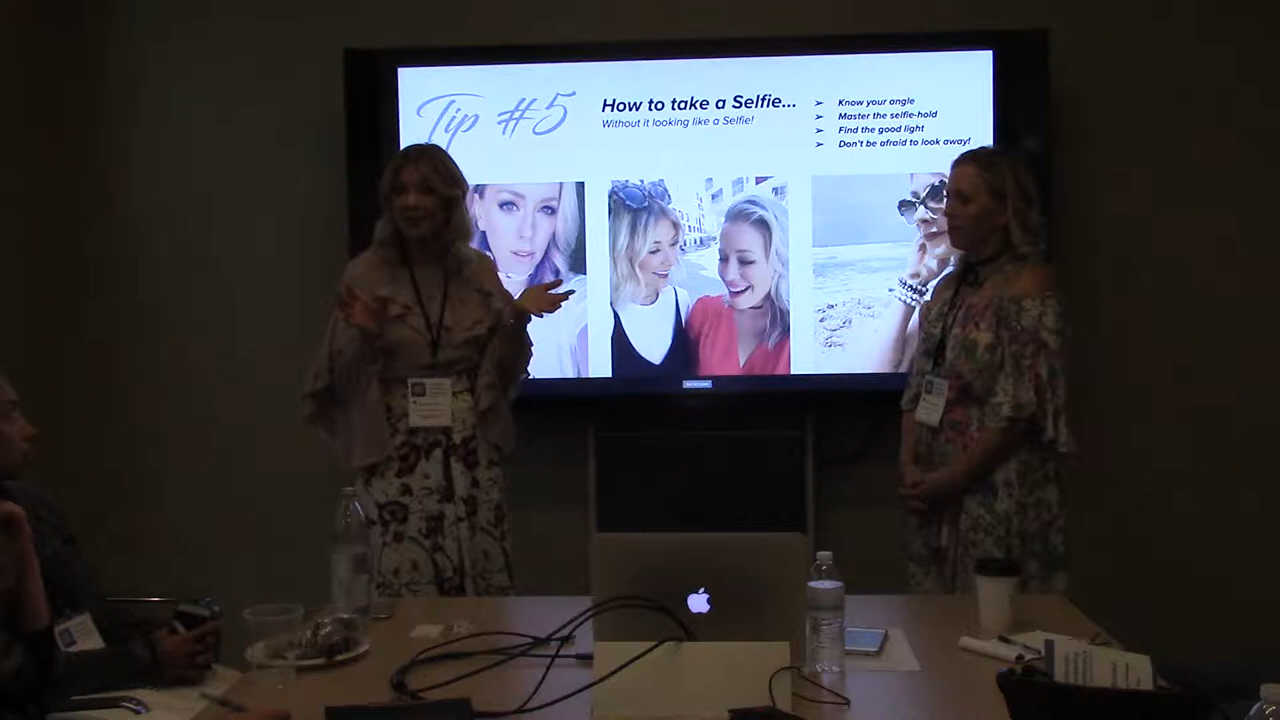 Tip #5
How to take a Selfie...
Without it looking like a Selfie!
➢ Know your angle
➢ Master the selfie-hold
➢ Find the good light
➢ Don't be afraid to look away!